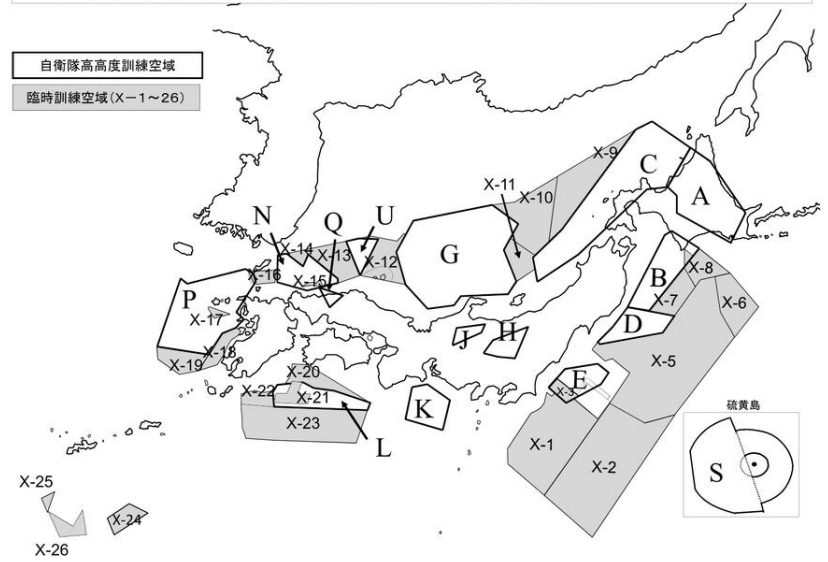 自衛隊高高度訓練空域
臨時訓練空域(X－1～26)
X-9
C
X-11
X-10
A
N
Q
U
X-14
X-13
X-12
G
X-16
X-15
B
X-8
P
X-7
X-6
X-17
D
J
H
X-18
X-19
X-5
X-20
E
X-22
X-21
X-3
K
硫黄島
X-23
L
X-1
X-2
S
X-25
X-24
X-26